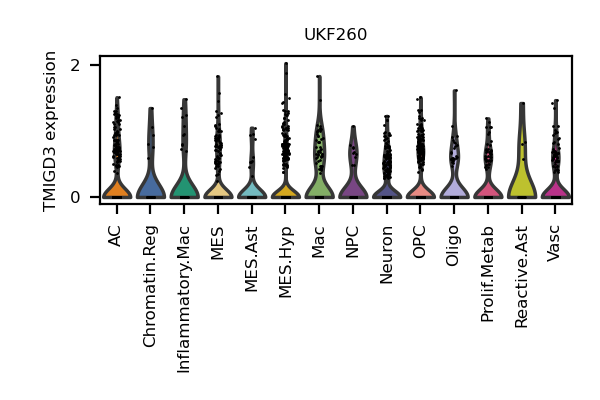 UKF260
TMIGD3 expression
2
0
AC
Chromatin.Reg
Inflammatory.Mac
MES
MES.Ast
MES.Hyp
Mac
NPC
Neuron
OPC
Oligo
Prolif.Metab
Reactive.Ast
Vasc